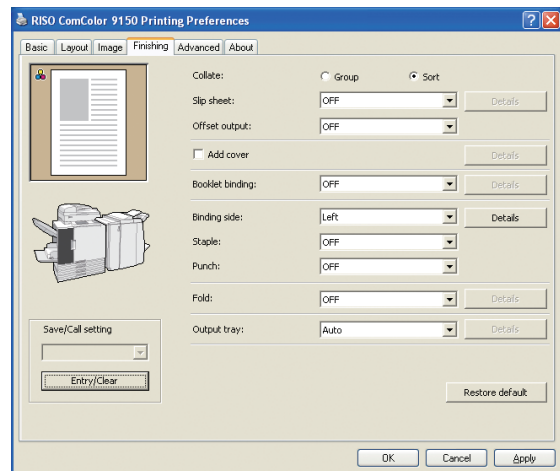 RISO ComColor 9150 Printing Preferences
Basic Layout Image Finishing Advanced About
Collate: Group Sort
Slip sheet: OFF Details
Offset output: OFF
Add cover Details
Booklet binding: OFF Details
Binding side: Left Details
Staple: OFF
Punch: OFF
Fold: OFF Details
Output tray: Auto Details
Save/Call setting
Entry/Clear
Restore default
OK Cancel Apply